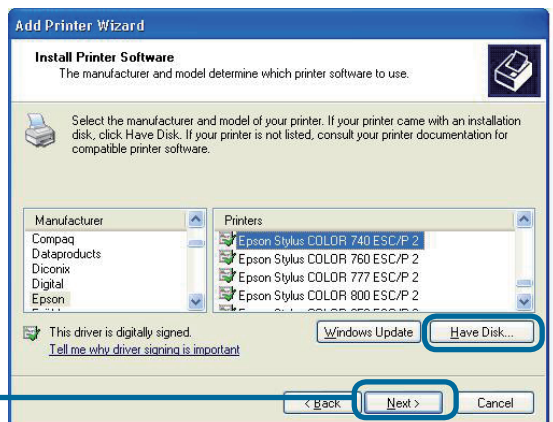 Add Printer Wizard
Install Printer Software
The manufacturer and model determine which printer software to use.
Select the manufacturer and model of your printer. If your printer came with an installation
disk, click Have Disk. If your printer is not listed, consult your printer documentation for
compatible printer software.
Manufacturer
Compaq
Dataproducts
Diconix
Digital
Epson
Printers
Epson Stylus COLOR 740 ESC/P 2
Epson Stylus COLOR 760 ESC/P 2
Epson Stylus COLOR 777 ESC/P 2
Epson Stylus COLOR 800 ESC/P 2
This driver is digitally signed.
Tell me why driver signing is important
Windows Update
Have Disk...
< Back
Next >
Cancel